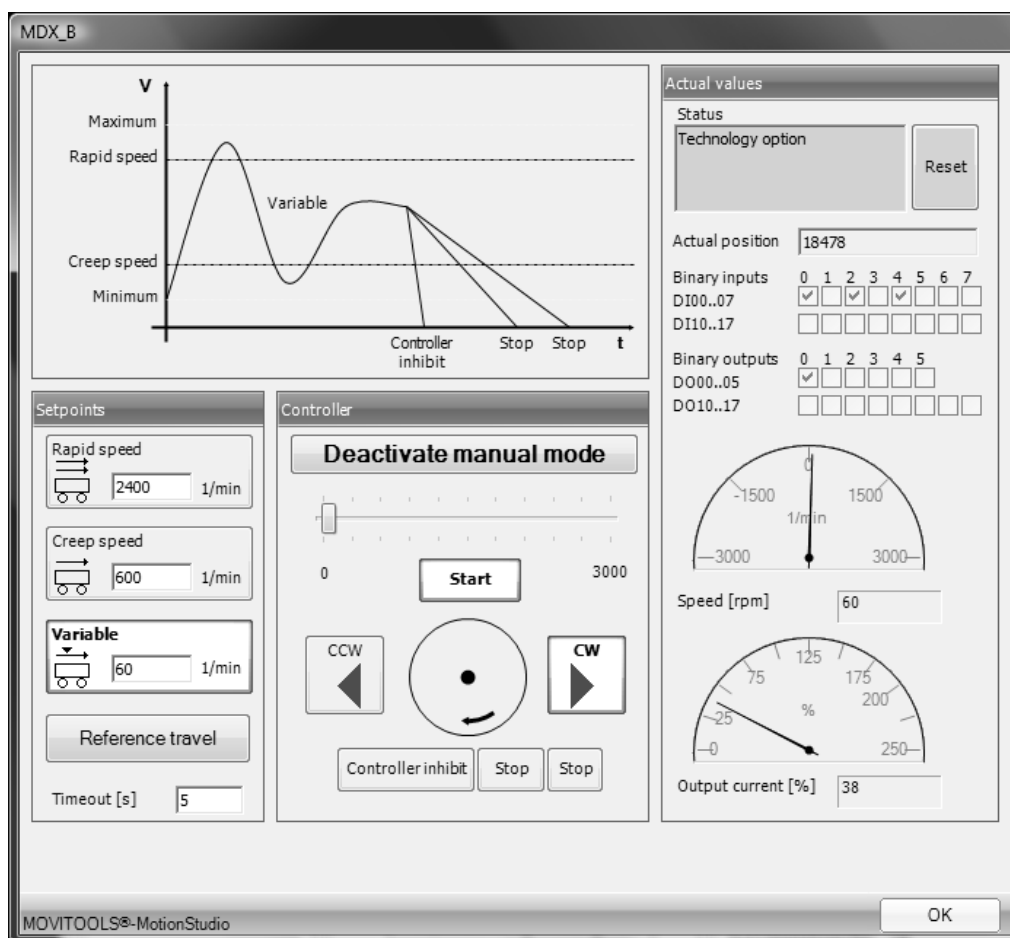 MDX_B
V
Maximum
Rapid speed
Variable
Creep speed
Minimum
Controller inhibit
Stop
Stop
t
Setpoints
Rapid speed
2400 1/min
Creep speed
600 1/min
Variable
60 1/min
Reference travel
Timeout [s] 5
Controller
Deactivate manual mode
0 3000
Start
CCW
CW
Controller inhibit Stop Stop
Actual values
Status
Technology option
Reset
Actual position 18478
Binary inputs 0 1 2 3 4 5 6 7
DI00..07
DI10..17
Binary outputs 0 1 2 3 4 5
DO00..05
DO10..17
0
-1500 1500
1/min
-3000 3000
Speed [rpm] 60
125
75 175
200
25 %
0 250
Output current [%] 38
MOVITOOLS®-MotionStudio
OK